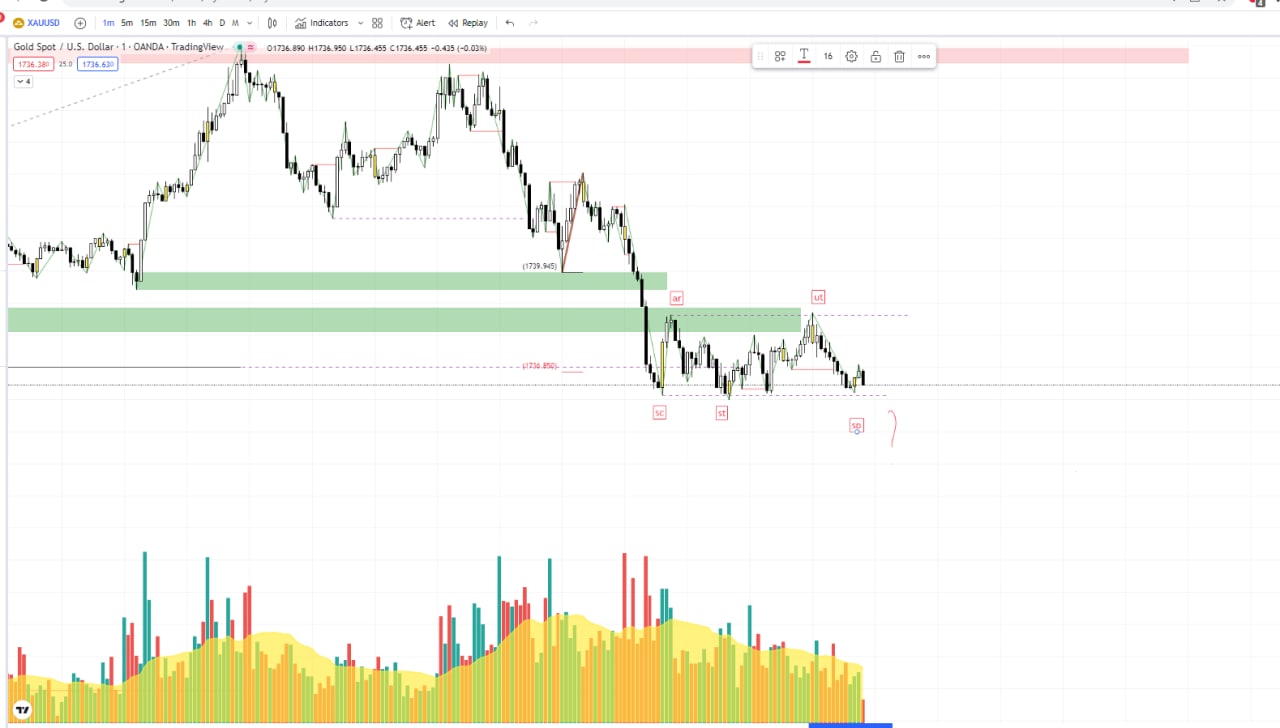 XAUUSD 1m 5m 15m 30m 1h 4h D M Indicators Alert Replay
Gold Spot / U.S. Dollar · 1 · OANDA · TradingView O1736.890 H1736.950 L1736.455 C1736.455 -0.435 (-0.03%)
16
1736.380 25.0 1736.630
4
(1739.945)
ar
ut
(1736.850)
sc
st
sp
?